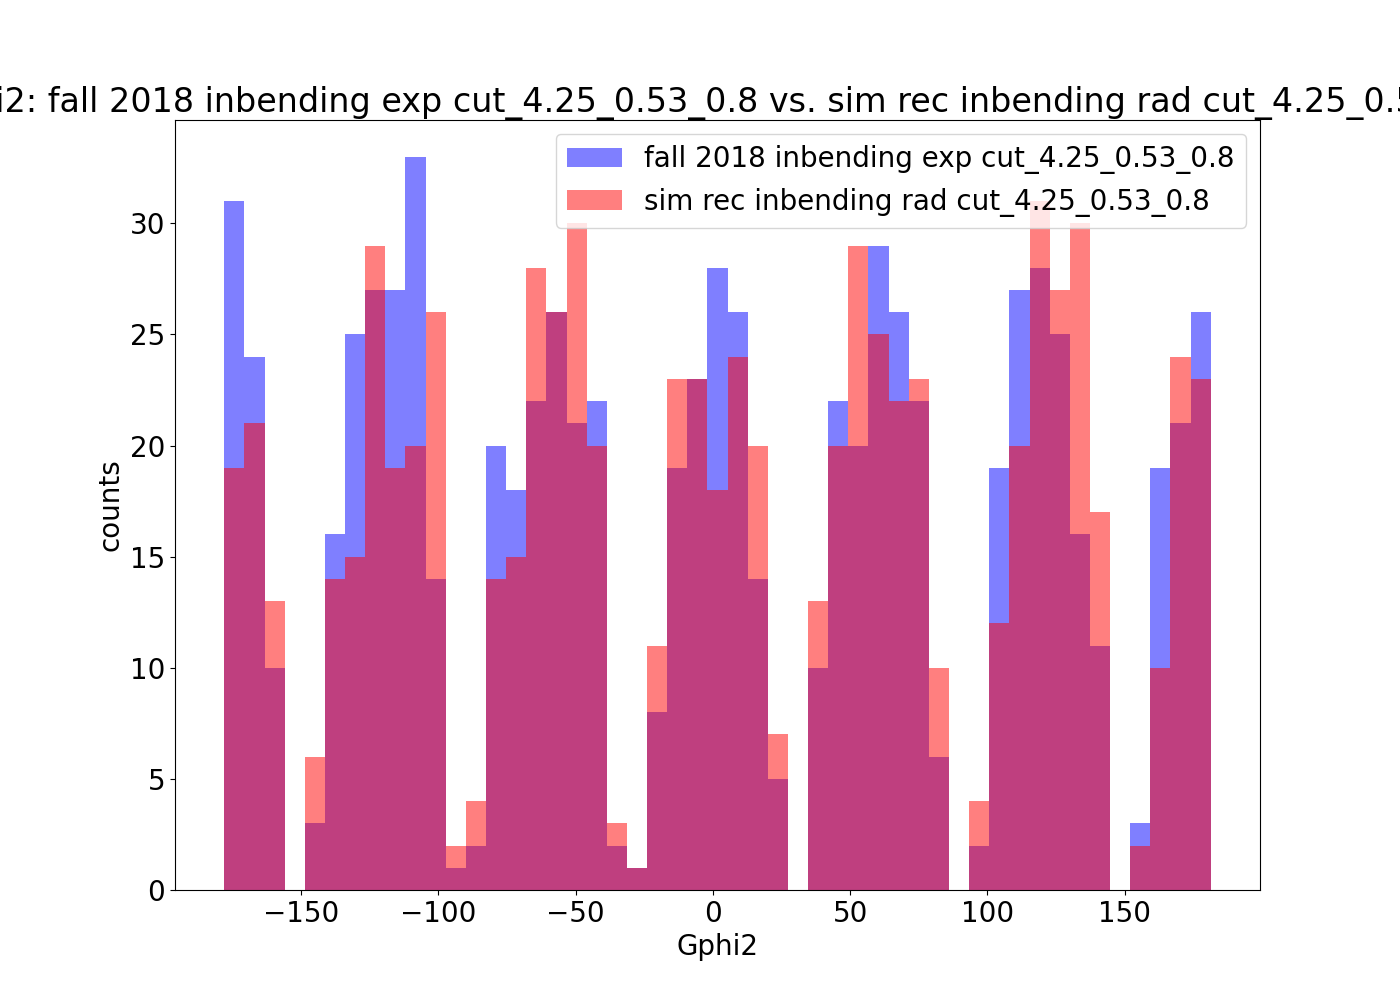 i2: fall 2018 inbending exp cut_4.25_0.53_0.8 vs. sim rec inbending rad cut_4.25_0.5
fall 2018 inbending exp cut_4.25_0.53_0.8
sim rec inbending rad cut_4.25_0.53_0.8
30
25
20
15
10
5
0
counts
−150 −100 −50 0 50 100 150
Gphi2